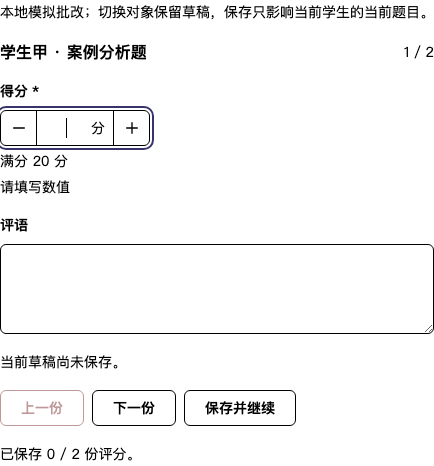 本地模拟批改；切换对象保留草稿，保存只影响当前学生的当前题目。
学生甲 · 案例分析题
1 / 2
得分 *
− 分 +
满分 20 分
请填写数值
评语
当前草稿尚未保存。
上一份 下一份 保存并继续
已保存 0 / 2 份评分。